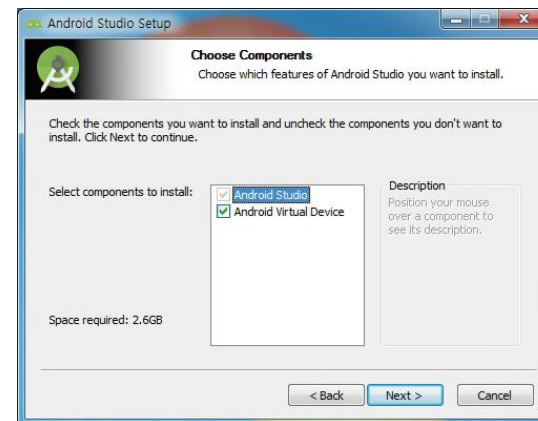 Android Studio Setup
Choose Components
Choose which features of Android Studio you want to install.
Check the components you want to install and uncheck the components you don't want to
install. Click Next to continue.
Select components to install:
Android Studio
Android Virtual Device
Description
Position your mouse
over a component to
see its description.
Space required: 2.6GB
< Back
Next >
Cancel